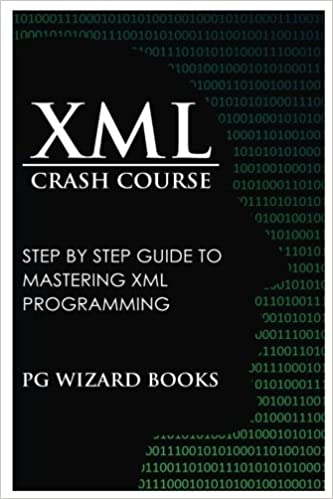 XML
CRASH COURSE
STEP BY STEP GUIDE TO
MASTERING XML
PROGRAMMING
PG WIZARD BOOKS